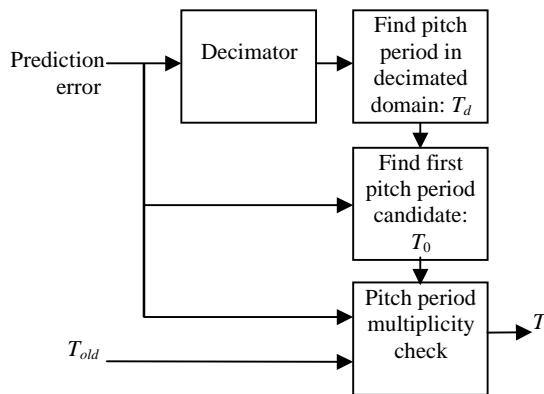 Prediction
error
Decimator
Find pitch
period in
decimated
domain: T_d
Find first
pitch period
candidate:
T_0
Pitch period
multiplicity
check
T_old
T